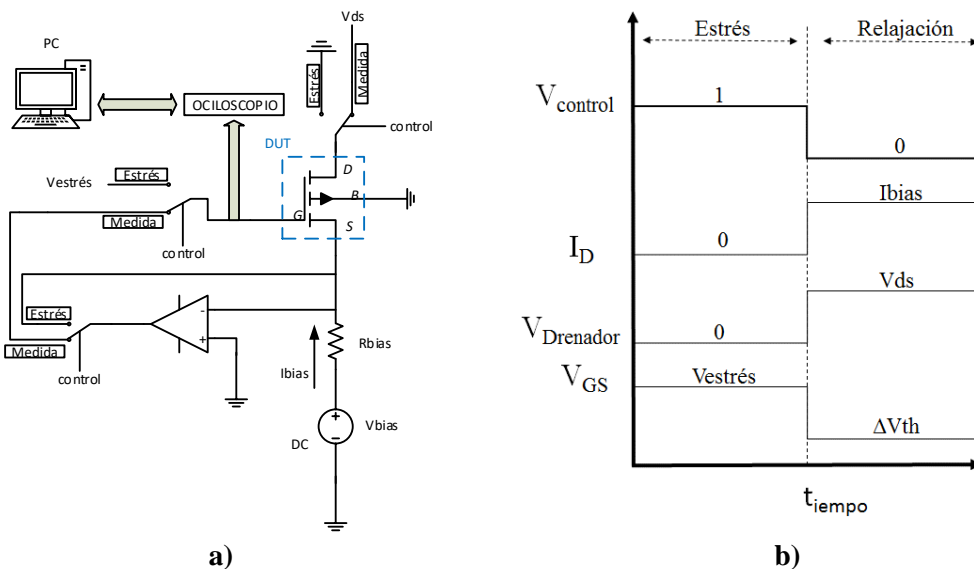 Vds
PC
Estrés
Medida
OCILOSCOPIO
control
DUT
D
B
G
S
Vestrés
Estrés
Medida
control
Estrés
Medida
control
-
+
Ibias
Rbias
DC
+
-
Vbias
a)
Estrés
Relajación
Vcontrol
1
0
Ibias
ID
0
Vds
VDrenador
0
VGS
Vestrés
ΔVth
tiempo
b)